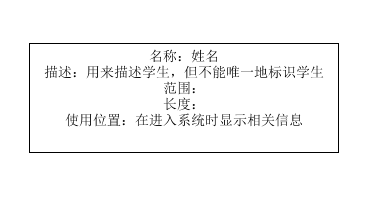 名称：姓名
描述：用来描述学生，但不能唯一地标识学生
范围：
长度：
使用位置：在进入系统时显示相关信息